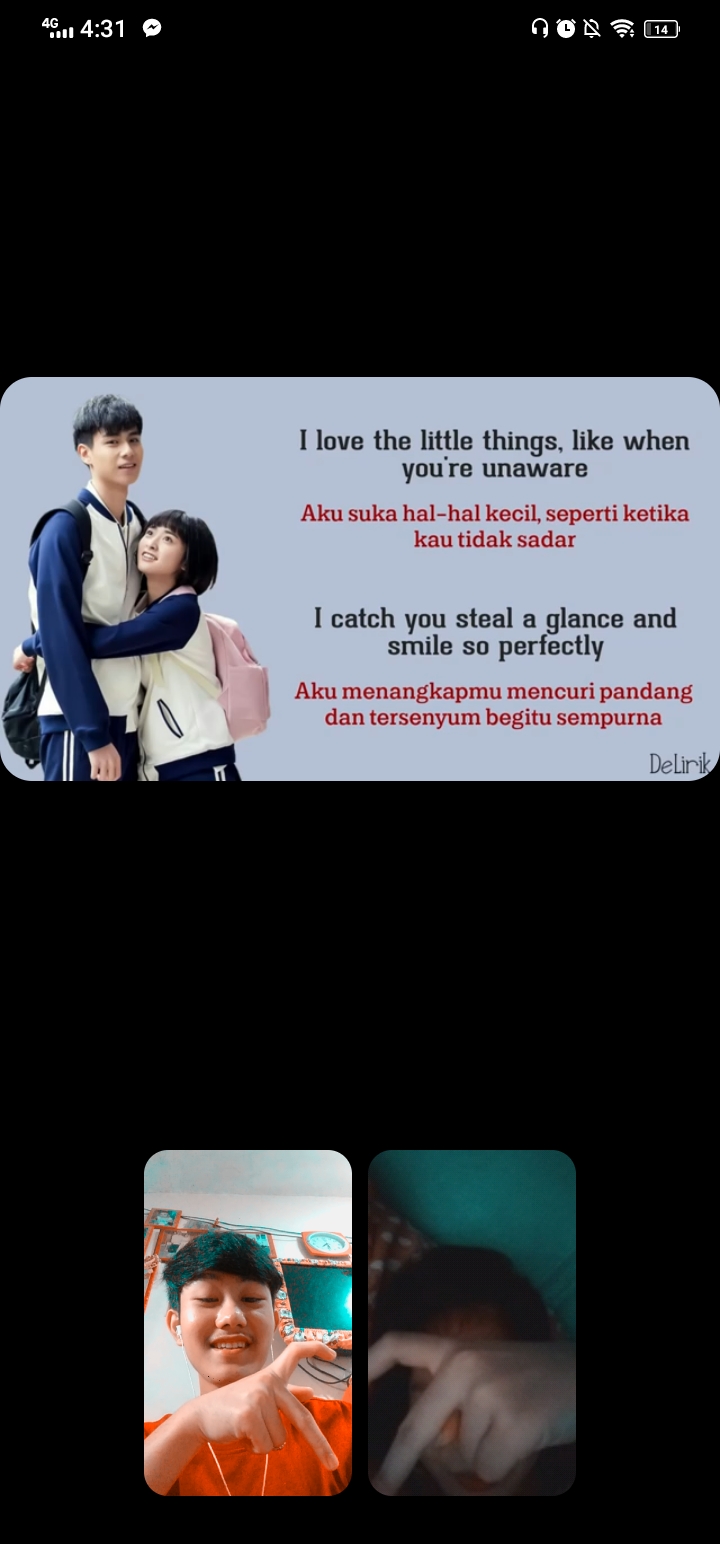 4G 4:31
14
I love the little things, like when
you're unaware
Aku suka hal-hal kecil, seperti ketika
kau tidak sadar
I catch you steal a glance and
smile so perfectly
Aku menangkapmu mencuri pandang
dan tersenyum begitu sempurna
DeLirik